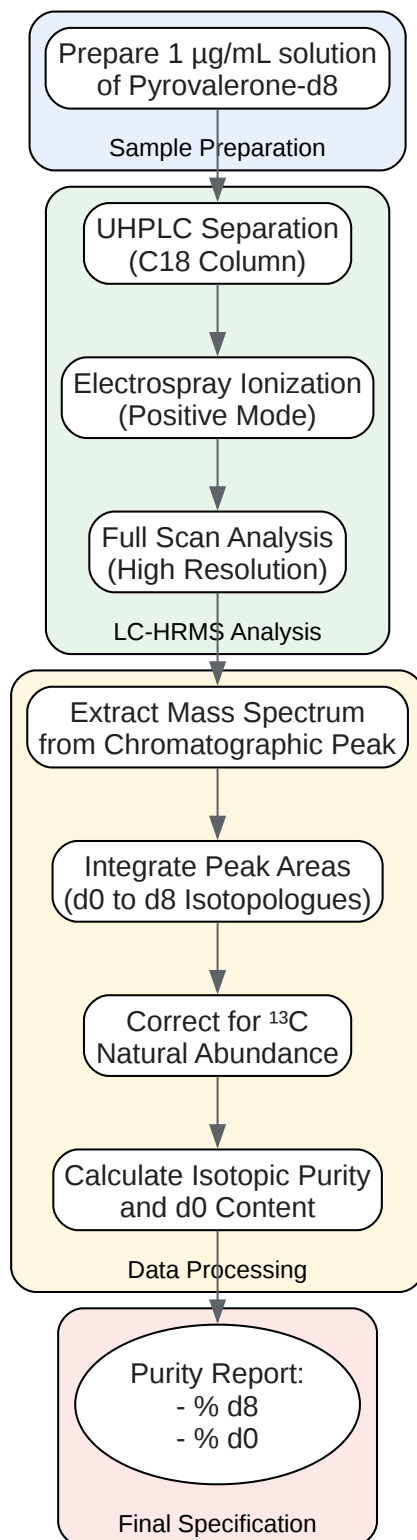 Prepare 1 µg/mL solution
of Pyrovalerone-d8
Sample Preparation
UHPLC Separation
(C18 Column)
Electrospray Ionization
(Positive Mode)
Full Scan Analysis
(High Resolution)
LC-HRMS Analysis
Extract Mass Spectrum
from Chromatographic Peak
Integrate Peak Areas
(d0 to d8 Isotopologues)
Correct for ¹³C
Natural Abundance
Calculate Isotopic Purity
and d0 Content
Data Processing
Purity Report:
- % d8
- % d0
Final Specification